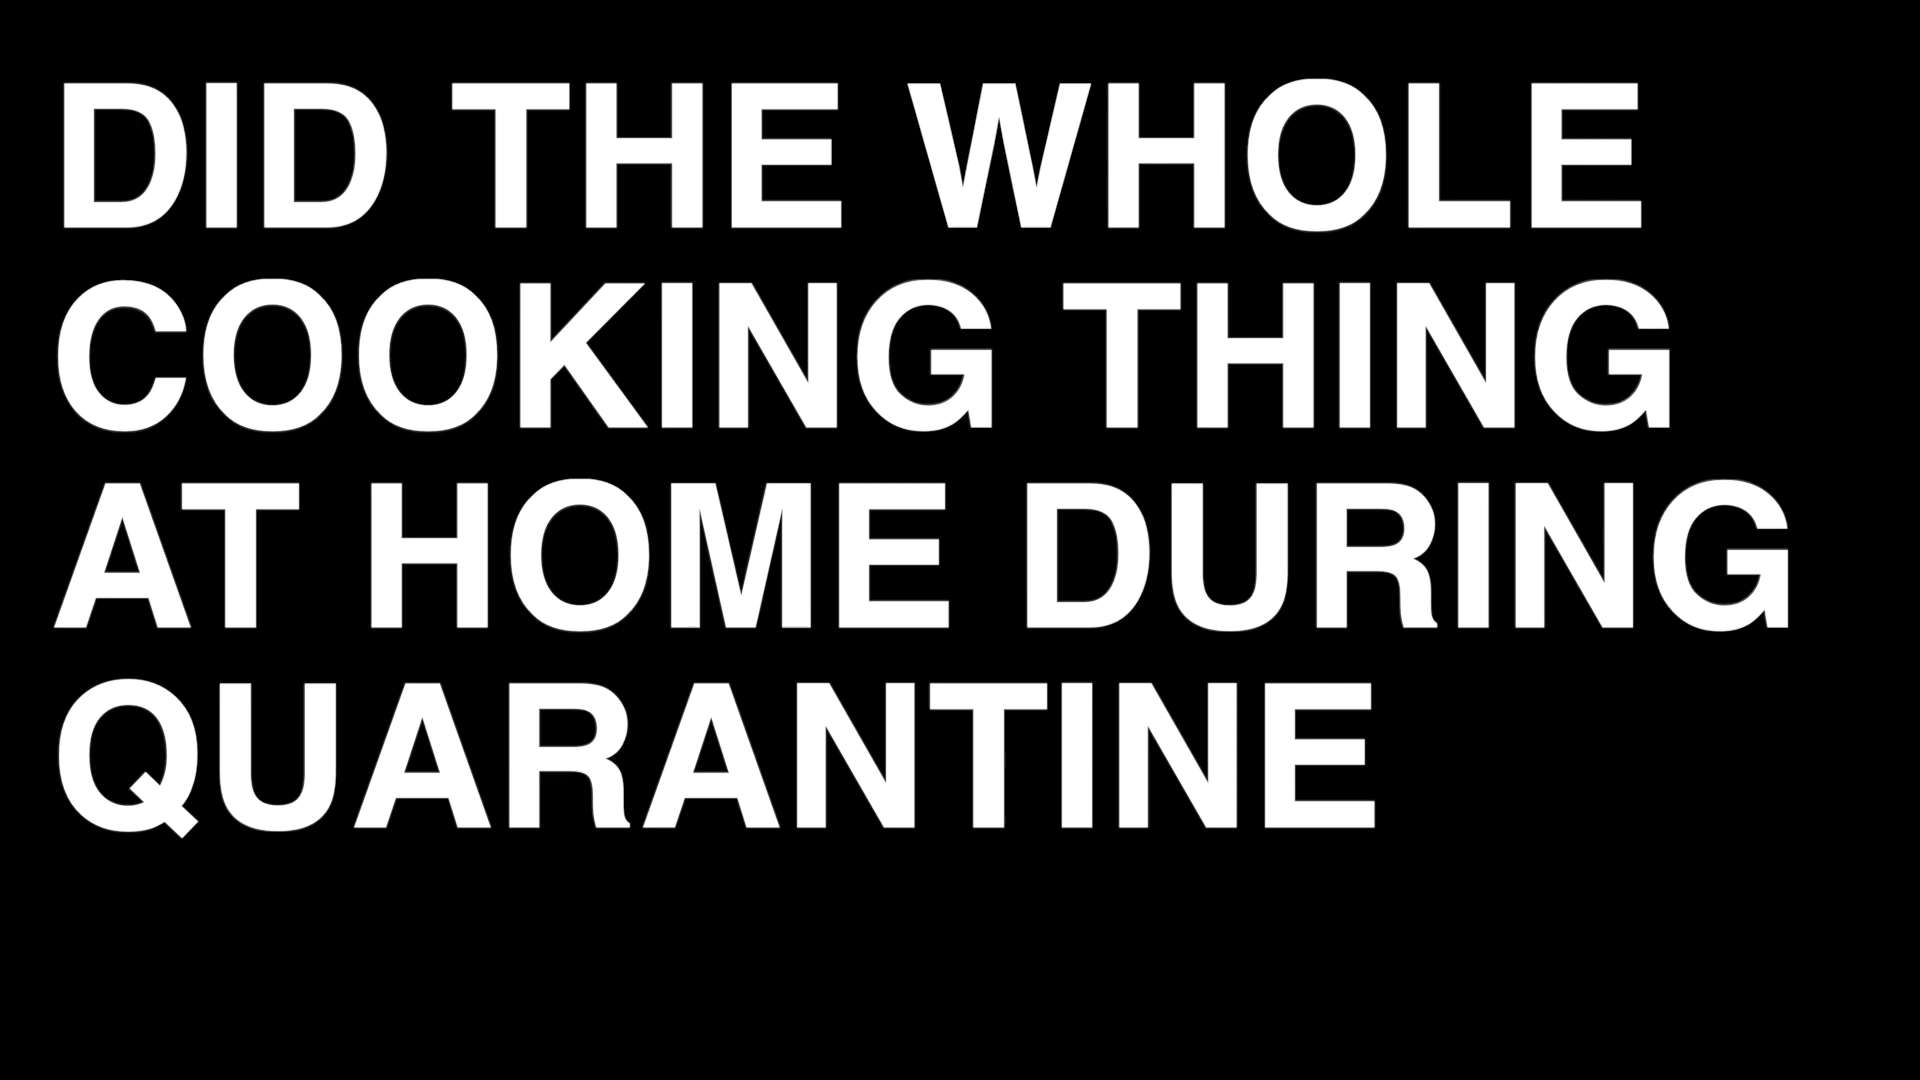 DID THE WHOLE
COOKING THING
AT HOME DURING
QUARANTINE